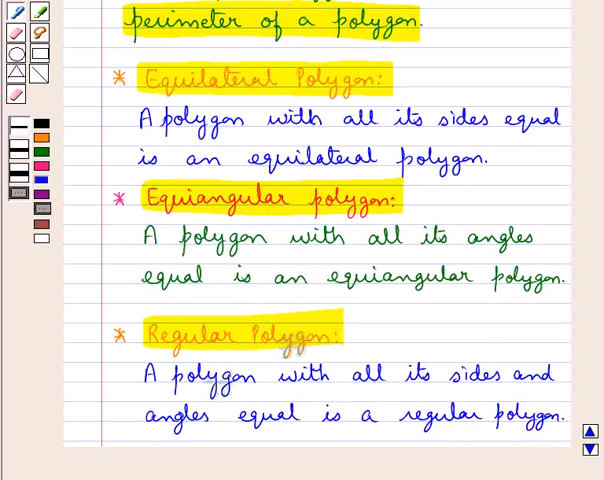 perimeter of a polygon.
* Equilateral Polygon:
A polygon with all its sides equal
is an equilateral polygon.
* Equiangular polygon:
A polygon with all its angles
equal is an equiangular polygon.
* Regular Polygon:
A polygon with all its sides and
angles equal is a regular polygon.